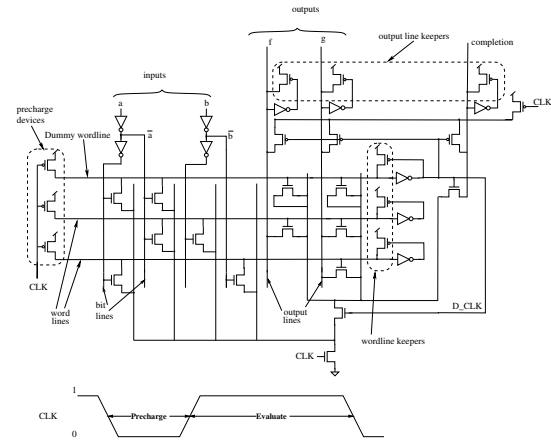 outputs
f g
output line keepers
completion
inputs
a b
precharge
devices
Dummy wordline
a b
CLK
CLK
word
lines
bit
lines
output
lines
wordline keepers
D_CLK
CLK
1
CLK
0
Precharge
Evaluate